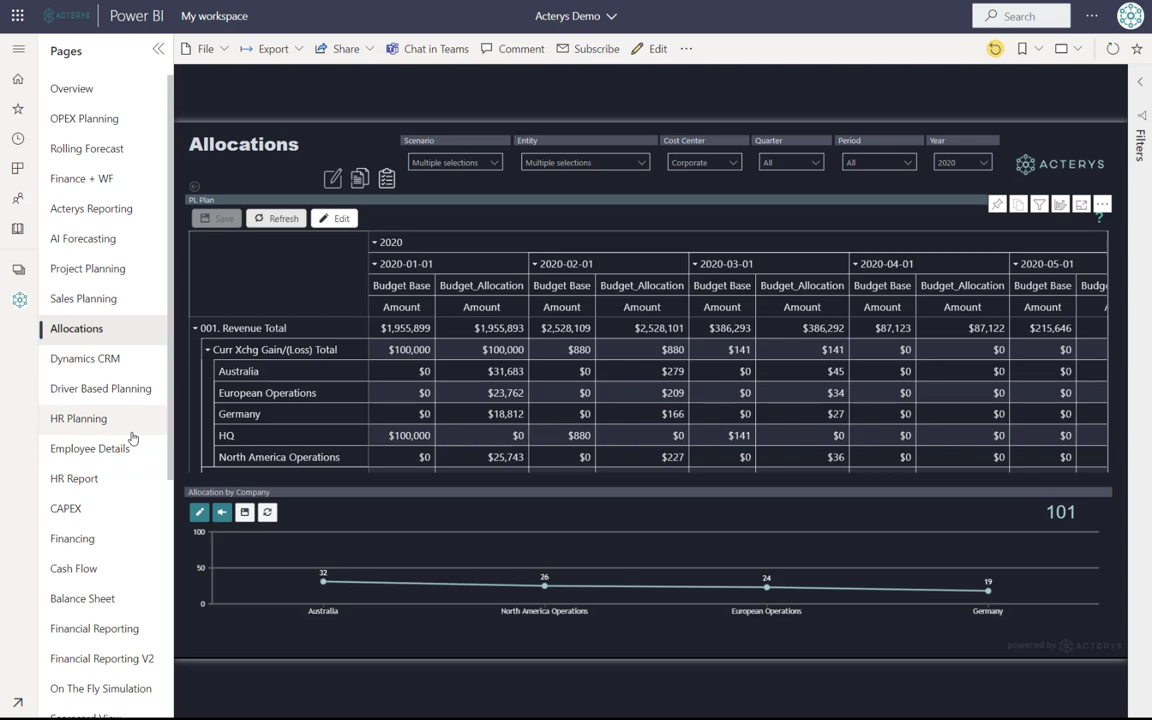 ACTERYS Power BI My workspace Acterys Demo Search
Pages File Export Share Chat in Teams Comment Subscribe Edit
Overview
OPEX Planning
Rolling Forecast
Finance + WF
Acterys Reporting
AI Forecasting
Project Planning
Sales Planning
Allocations
Dynamics CRM
Driver Based Planning
HR Planning
Employee Details
HR Report
CAPEX
Financing
Cash Flow
Balance Sheet
Financial Reporting
Financial Reporting V2
On The Fly Simulation
Allocations
Scenario Entity Cost Center Quarter Period Year
Multiple selections Multiple selections Corporate All All 2020
ACTERYS
PL Plan
Save Refresh Edit ?
2020
2020-01-01 2020-02-01 2020-03-01 2020-04-01 2020-05-01
Budget Base Budget_Allocation Budget Base Budget_Allocation Budget Base Budget_Allocation Budget Base Budget_Allocation Budget Base Budg
Amount Amount Amount Amount Amount Amount Amount Amount Amount
001. Revenue Total $1,955,899 $1,955,893 $2,528,109 $2,528,101 $386,293 $386,292 $87,123 $87,122 $215,646
Curr Xchg Gain/(Loss) Total $100,000 $100,000 $880 $880 $141 $141 $0 $0 $0
Australia $0 $31,683 $0 $279 $0 $45 $0 $0 $0
European Operations $0 $23,762 $0 $209 $0 $34 $0 $0 $0
Germany $0 $18,812 $0 $166 $0 $27 $0 $0 $0
HQ $100,000 $0 $880 $0 $141 $0 $0 $0 $0
North America Operations $0 $25,743 $0 $227 $0 $36 $0 $0 $0
Allocation by Company
101
100
50
0
32 26 24 19
Australia North America Operations European Operations Germany
powered by ACTERYS
Filters